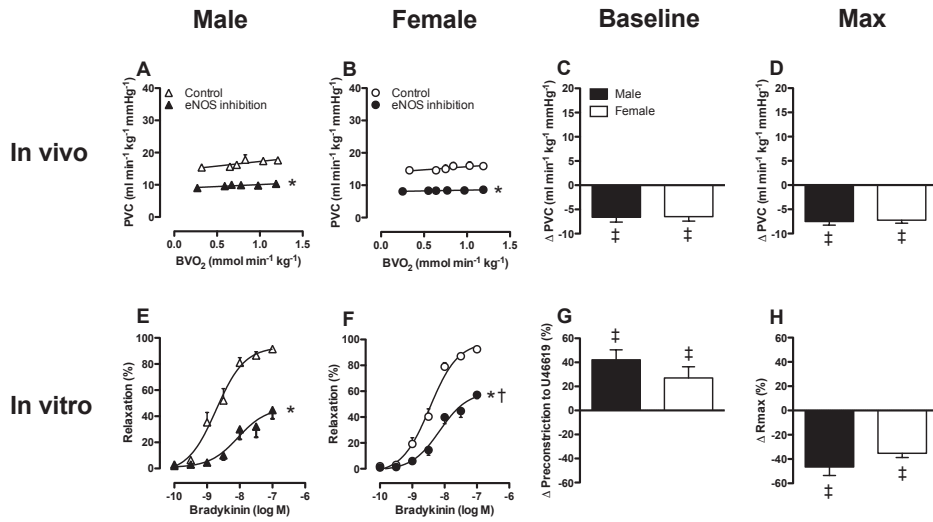 Male Female Baseline Max
In vivo
A
Control
eNOS inhibition
PVC (ml min⁻¹ kg⁻¹ mmHg⁻¹)
40
30
20
10
0
*
0.0 0.5 1.0 1.5
BVO₂ (mmol min⁻¹ kg⁻¹)
B
Control
eNOS inhibition
PVC (ml min⁻¹ kg⁻¹ mmHg⁻¹)
40
30
20
10
0
*
0.0 0.5 1.0 1.5
BVO₂ (mmol min⁻¹ kg⁻¹)
C
Male
Female
Δ PVC (ml min⁻¹ kg⁻¹ mmHg⁻¹)
20
15
10
5
0
-5
-10
‡ ‡
D
Δ PVC (ml min⁻¹ kg⁻¹ mmHg⁻¹)
20
15
10
5
0
-5
-10
‡ ‡
In vitro
E
Relaxation (%)
100
80
60
40
20
0
*
-10 -9 -8 -7 -6
Bradykinin (log M)
F
Relaxation (%)
100
80
60
40
20
0
*†
-10 -9 -8 -7 -6
Bradykinin (log M)
G
Δ Preconstriction to U46619 (%)
60
40
20
0
-20
-40
-60
‡ ‡
H
Δ Rmax (%)
60
40
20
0
-20
-40
-60
‡ ‡